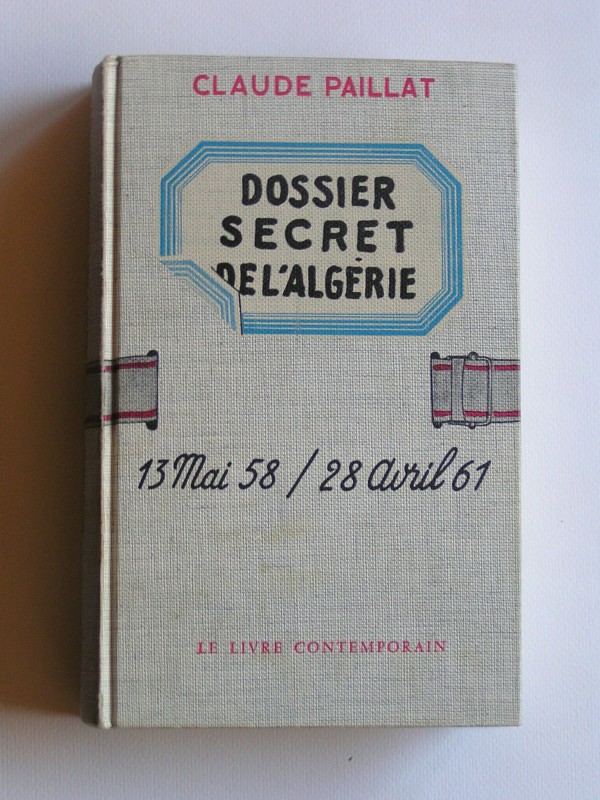 CLAUDE PAILLAT
DOSSIER
SECRET
DE L'ALGÉRIE
13 Mai 58 / 28 Avril 61
LE LIVRE CONTEMPORAIN